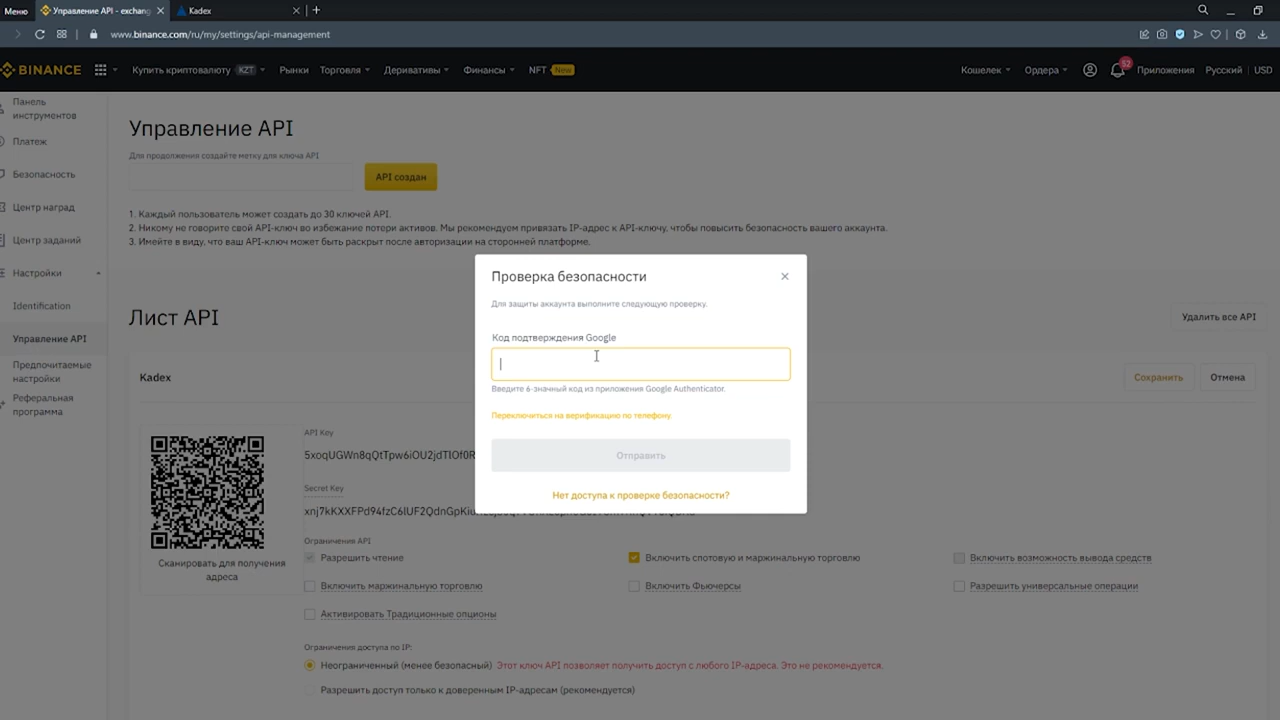 Меню
Управление API - exchang
Kadex
www.binance.com/ru/my/settings/api-management
BINANCE
Купить криптовалюту KZT
Рынки
Торговля
Деривативы
Финансы
NFT New
Кошелек
Ордера
52
Приложения
Русский | USD
Панель
инструментов
Платеж
Безопасность
Центр наград
Центр заданий
Настройки
Identification
Управление API
Предпочитаемые
настройки
Реферальная
программа
Управление API
Для продолжения создайте метку для ключа API
API создан
1. Каждый пользователь может создать до 30 ключей API.
2. Никому не говорите свой API-ключ во избежание потери активов. Мы рекомендуем привязать IP-адрес к API-ключу, чтобы повысить безопасность вашего аккаунта.
3. Имейте в виду, что ваш API-ключ может быть раскрыт после авторизации на сторонней платформе.
Лист API
Удалить все API
Kadex
Сохранить
Отмена
Сканировать для получения
адреса
API Key
Secret Key
Проверка безопасности
Для защиты аккаунта выполните следующую проверку.
Код подтверждения Google
Введите 6-значный код из приложения Google Authenticator.
Переключиться на верификацию по телефону.
Отправить
Нет доступа к проверке безопасности?
Ограничения API
Разрешить чтение
Включить спотовую и маржинальную торговлю
Включить возможность вывода средств
Включить маржинальную торговлю
Включить Фьючерсы
Разрешить универсальные операции
Активировать Традиционные опционы
Ограничения доступа по IP:
Неограниченный (менее безопасный) Этот ключ API позволяет получить доступ с любого IP-адреса. Это не рекомендуется.
Разрешить доступ только к доверенным IP-адресам (рекомендуется)